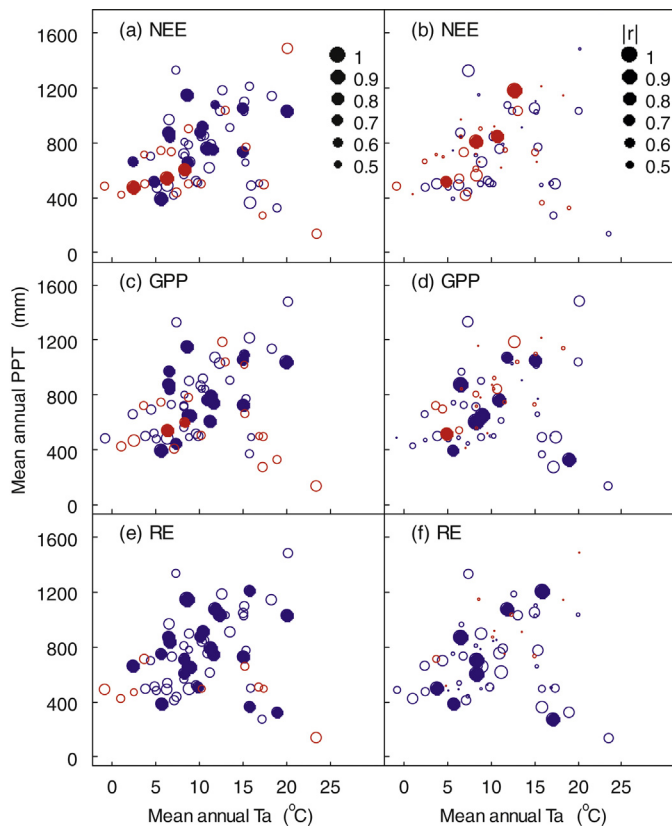 (a) NEE
(b) NEE
|r|
1
0.9
0.8
0.7
0.6
0.5
1
0.9
0.8
0.7
0.6
0.5
1600
1200
800
400
0
(c) GPP
(d) GPP
1600
1200
800
400
0
Mean annual PPT (mm)
(e) RE
(f) RE
1600
1200
800
400
0
0 5 10 15 20 25
0 5 10 15 20 25
Mean annual Ta (°C)
Mean annual Ta (°C)